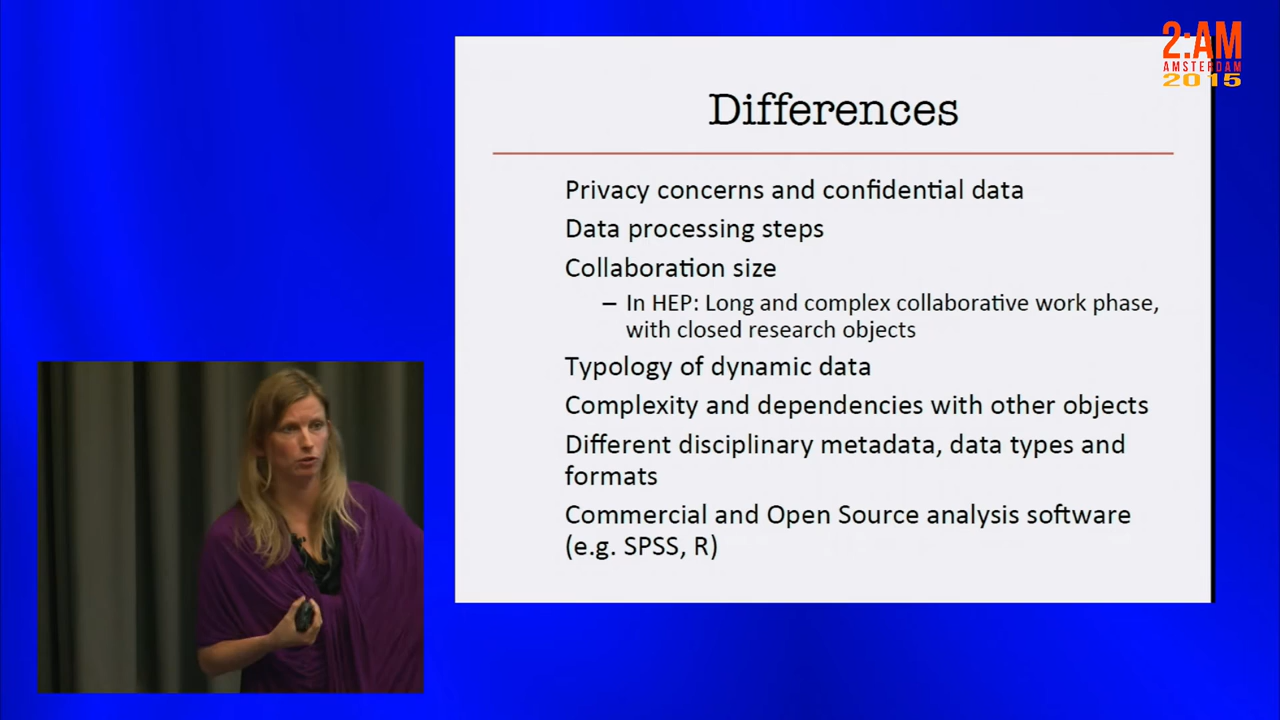 2:AM
AMSTERDAM
2015
Differences
Privacy concerns and confidential data
Data processing steps
Collaboration size
– In HEP: Long and complex collaborative work phase,
with closed research objects
Typology of dynamic data
Complexity and dependencies with other objects
Different disciplinary metadata, data types and
formats
Commercial and Open Source analysis software
(e.g. SPSS, R)